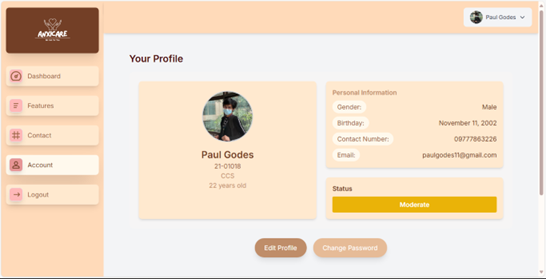 ANXICARE
Paul Godes
Dashboard
Features
Contact
Account
Logout
Your Profile
Paul Godes
21-01018
CCS
22 years old
Personal Information
Gender: Male
Birthday: November 11, 2002
Contact Number: 09777863226
Email: paulgodes11@gmail.com
Status
Moderate
Edit Profile
Change Password